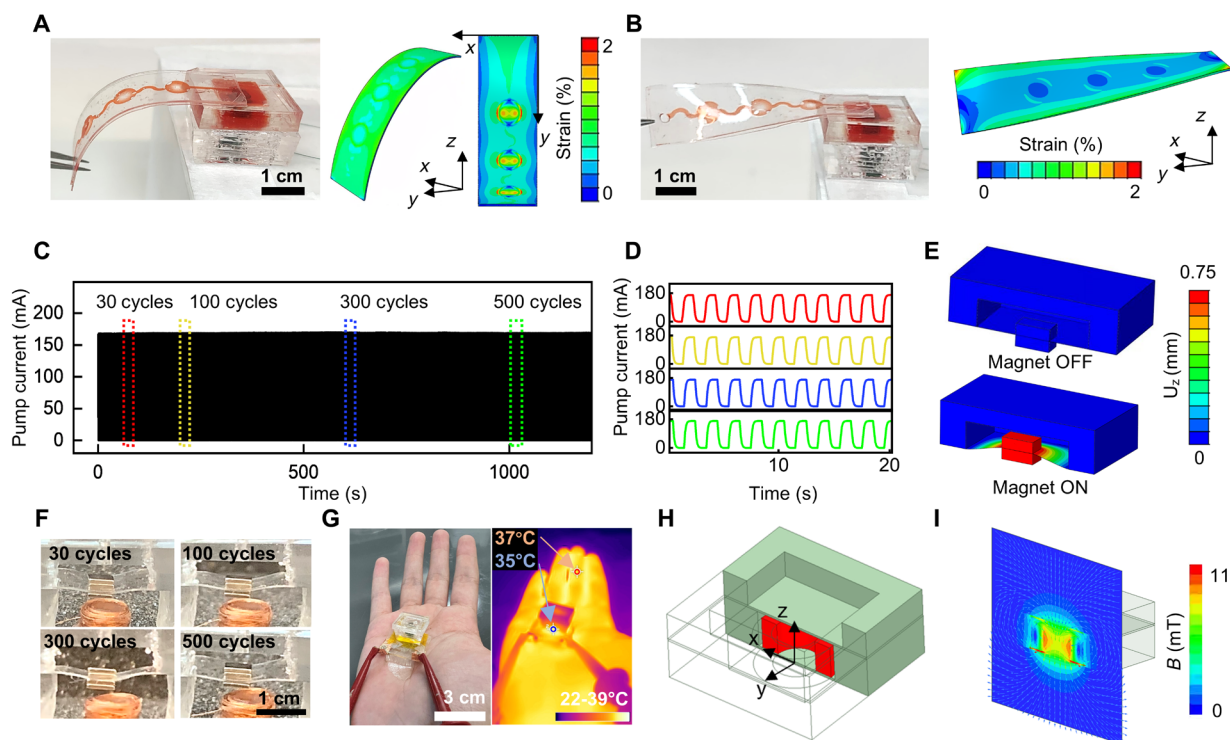 A
x
y
z
x
y
1 cm
2
Strain (%)
0
B
1 cm
Strain (%)
0
2
z
x
y
C
30 cycles
100 cycles
300 cycles
500 cycles
Pump current (mA)
200
150
100
50
0
0
500
1000
Time (s)
D
Pump current (mA)
180
0
180
0
180
0
180
0
0
10
20
Time (s)
E
0.75
Uz (mm)
0
Magnet OFF
Magnet ON
F
30 cycles
100 cycles
300 cycles
500 cycles
1 cm
G
3 cm
37°C
35°C
22-39°C
H
z
x
y
I
11
B (mT)
0